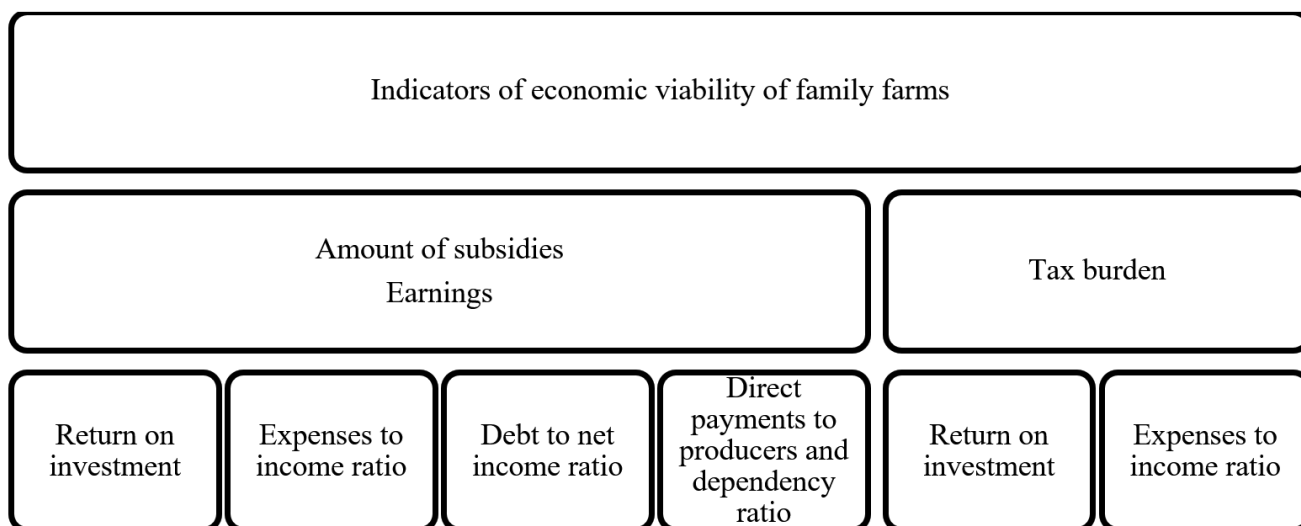 Indicators of economic viability of family farms
Amount of subsidies
Earnings
Tax burden
Return on
investment
Expenses to
income ratio
Debt to net
income ratio
Direct
payments to
producers and
dependency
ratio
Return on
investment
Expenses to
income ratio